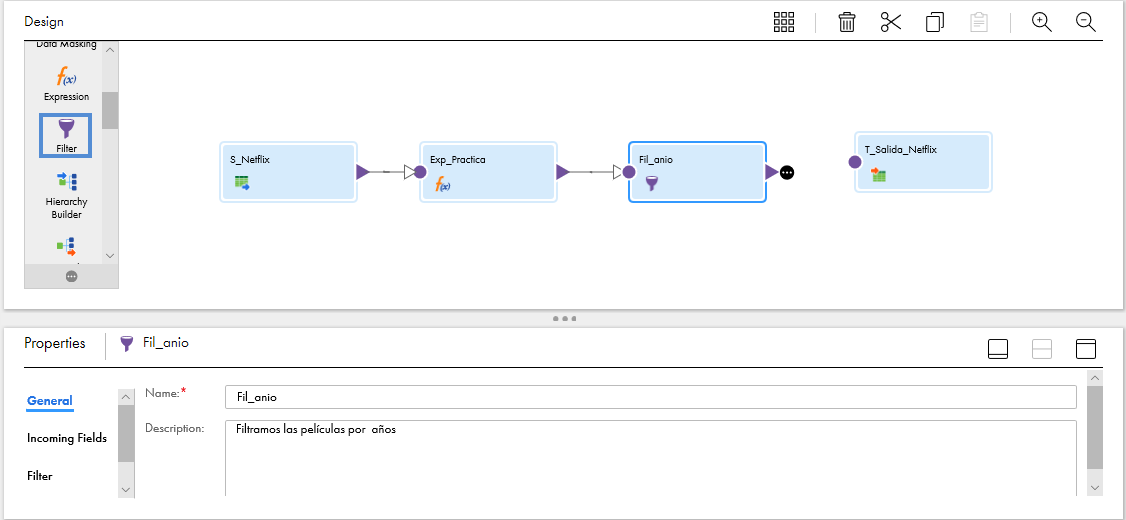 Design
Data Masking
f(x)
Expression
Filter
Hierarchy
Builder
S_Netflix
Exp_Practica
f(x)
Fil_anio
T_Salida_Netflix
Properties
Fil_anio
General
Incoming Fields
Filter
Name:*
Fil_anio
Description:
Filtramos las películas por años